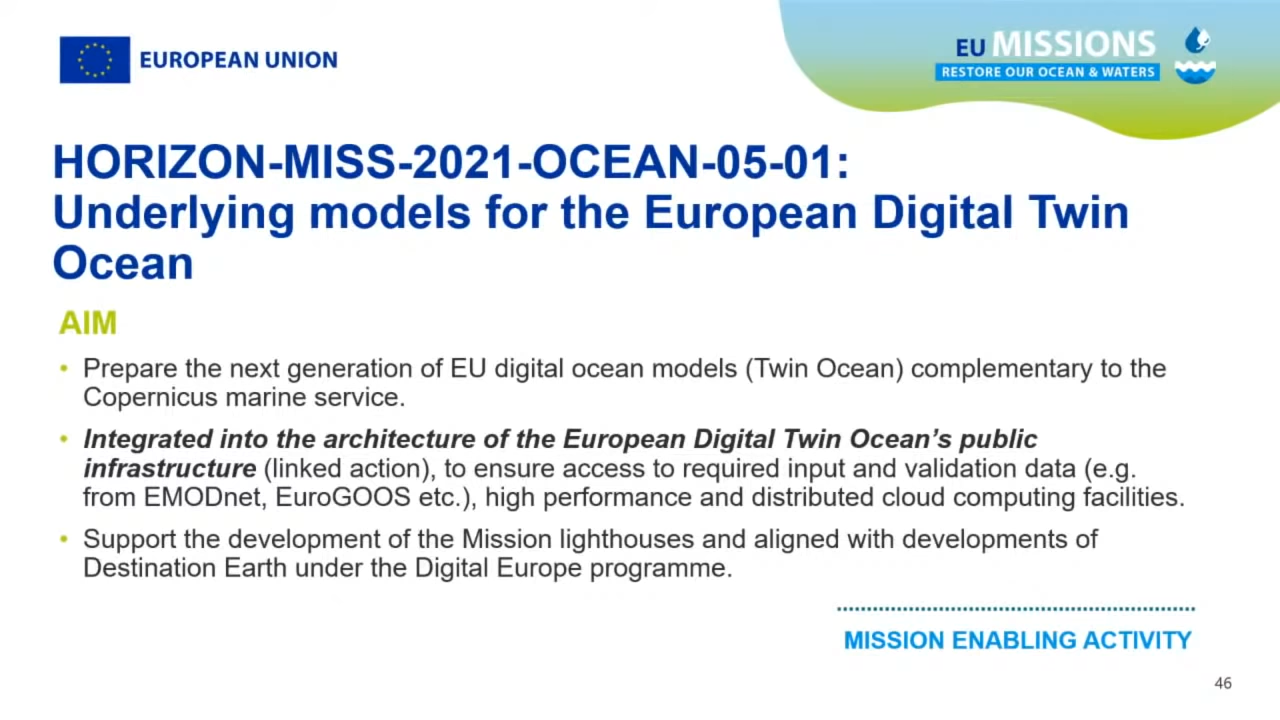 EUROPEAN UNION
EU MISSIONS
RESTORE OUR OCEAN & WATERS
HORIZON-MISS-2021-OCEAN-05-01:
Underlying models for the European Digital Twin
Ocean
AIM
• Prepare the next generation of EU digital ocean models (Twin Ocean) complementary to the
Copernicus marine service.
• Integrated into the architecture of the European Digital Twin Ocean’s public
infrastructure (linked action), to ensure access to required input and validation data (e.g.
from EMODnet, EuroGOOS etc.), high performance and distributed cloud computing facilities.
• Support the development of the Mission lighthouses and aligned with developments of
Destination Earth under the Digital Europe programme.
MISSION ENABLING ACTIVITY
46